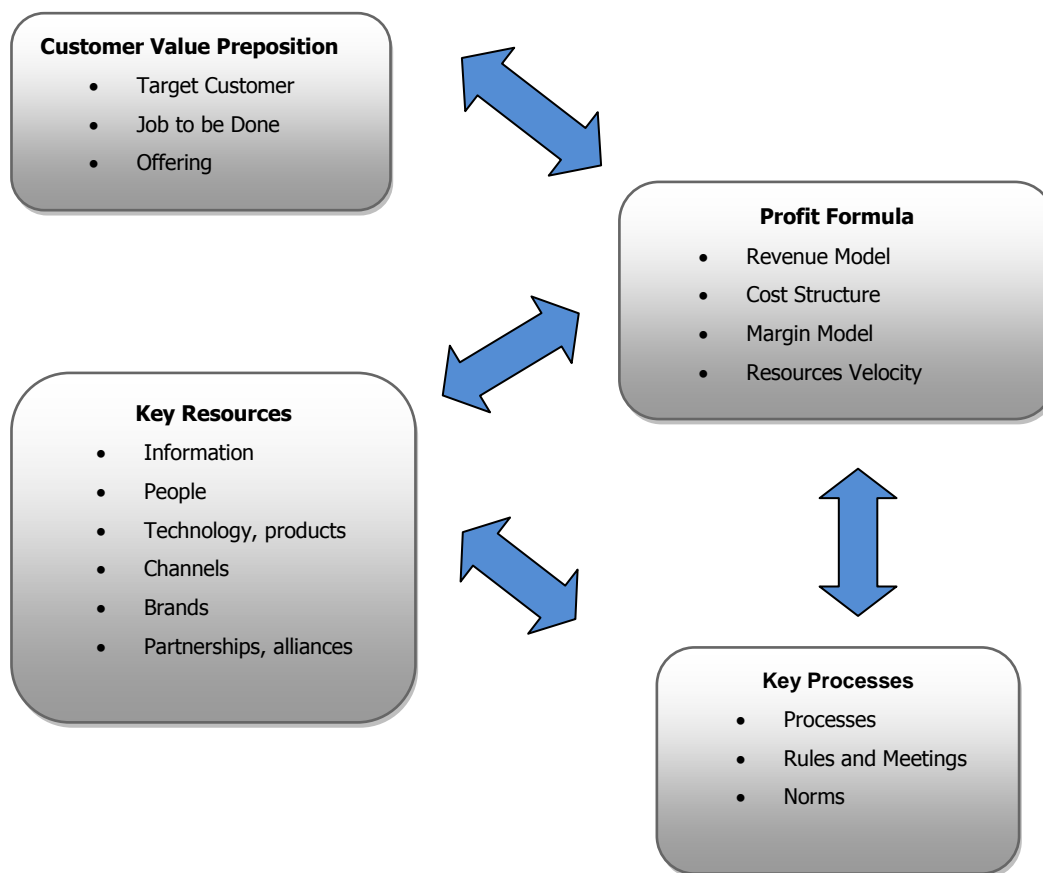 Customer Value Preposition
• Target Customer
• Job to be Done
• Offering
Profit Formula
• Revenue Model
• Cost Structure
• Margin Model
• Resources Velocity
Key Resources
• Information
• People
• Technology, products
• Channels
• Brands
• Partnerships, alliances
Key Processes
• Processes
• Rules and Meetings
• Norms